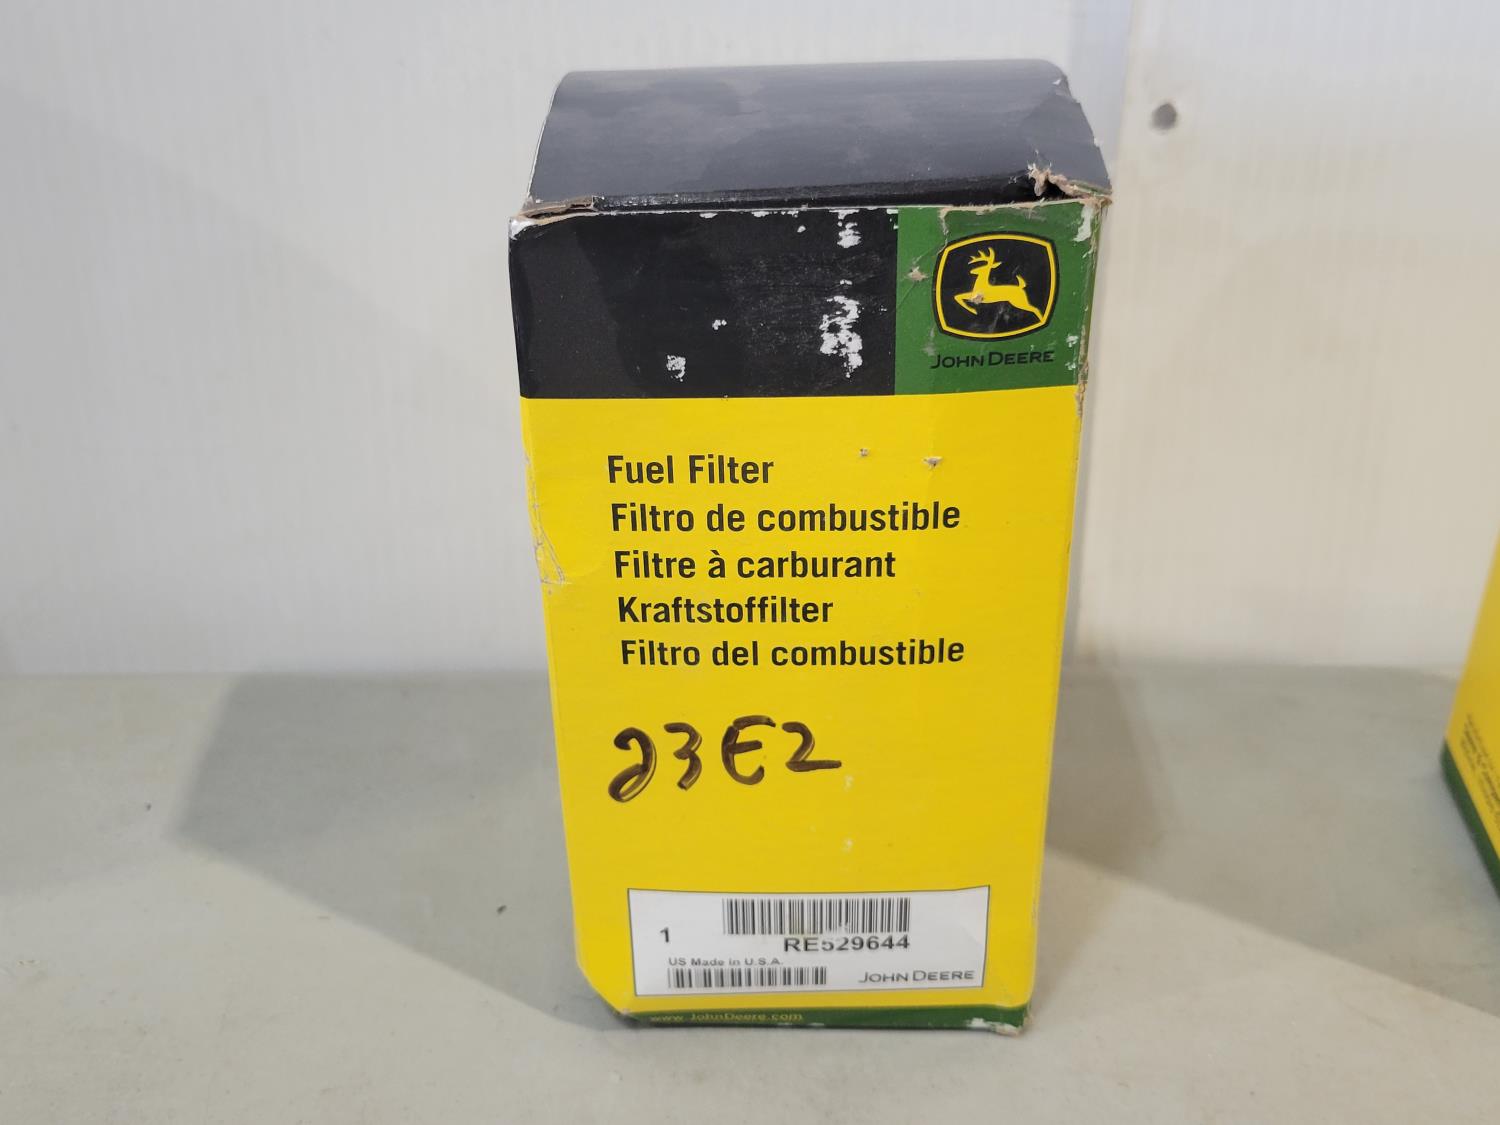 JOHN DEERE
Fuel Filter
Filtro de combustible
Filtre à carburant
Kraftstoffilter
Filtro del combustible
23E2
1
RE529644
US Made in U.S.A.
JOHN DEERE
www.JohnDeere.com